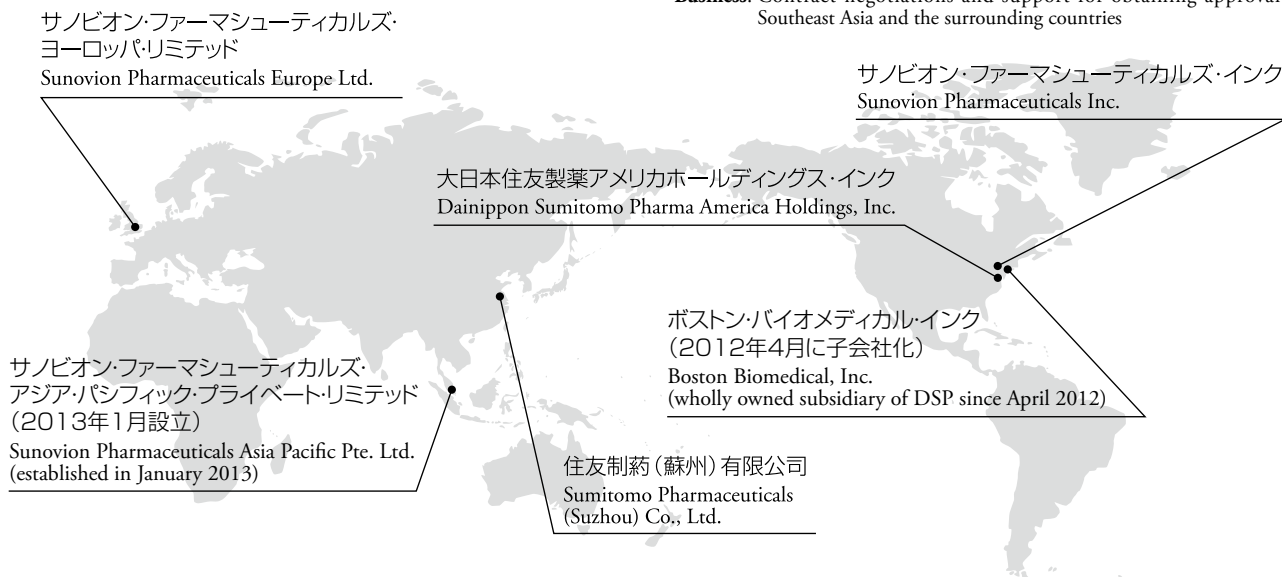 Business: Contract negotiations and support for obtaining approval
Southeast Asia and the surrounding countries
サノビオン・ファーマシューティカルズ・
ヨーロッパ・リミテッド
Sunovion Pharmaceuticals Europe Ltd.
サノビオン・ファーマシューティカルズ・インク
Sunovion Pharmaceuticals Inc.
大日本住友製薬アメリカホールディングス・インク
Dainippon Sumitomo Pharma America Holdings, Inc.
ボストン・バイオメディカル・インク
（2012年4月に子会社化）
Boston Biomedical, Inc.
(wholly owned subsidiary of DSP since April 2012)
サノビオン・ファーマシューティカルズ・
アジア・パシフィック・プライベート・リミテッド
（2013年1月設立）
Sunovion Pharmaceuticals Asia Pacific Pte. Ltd.
(established in January 2013)
住友制葯（蘇州）有限公司
Sumitomo Pharmaceuticals
(Suzhou) Co., Ltd.